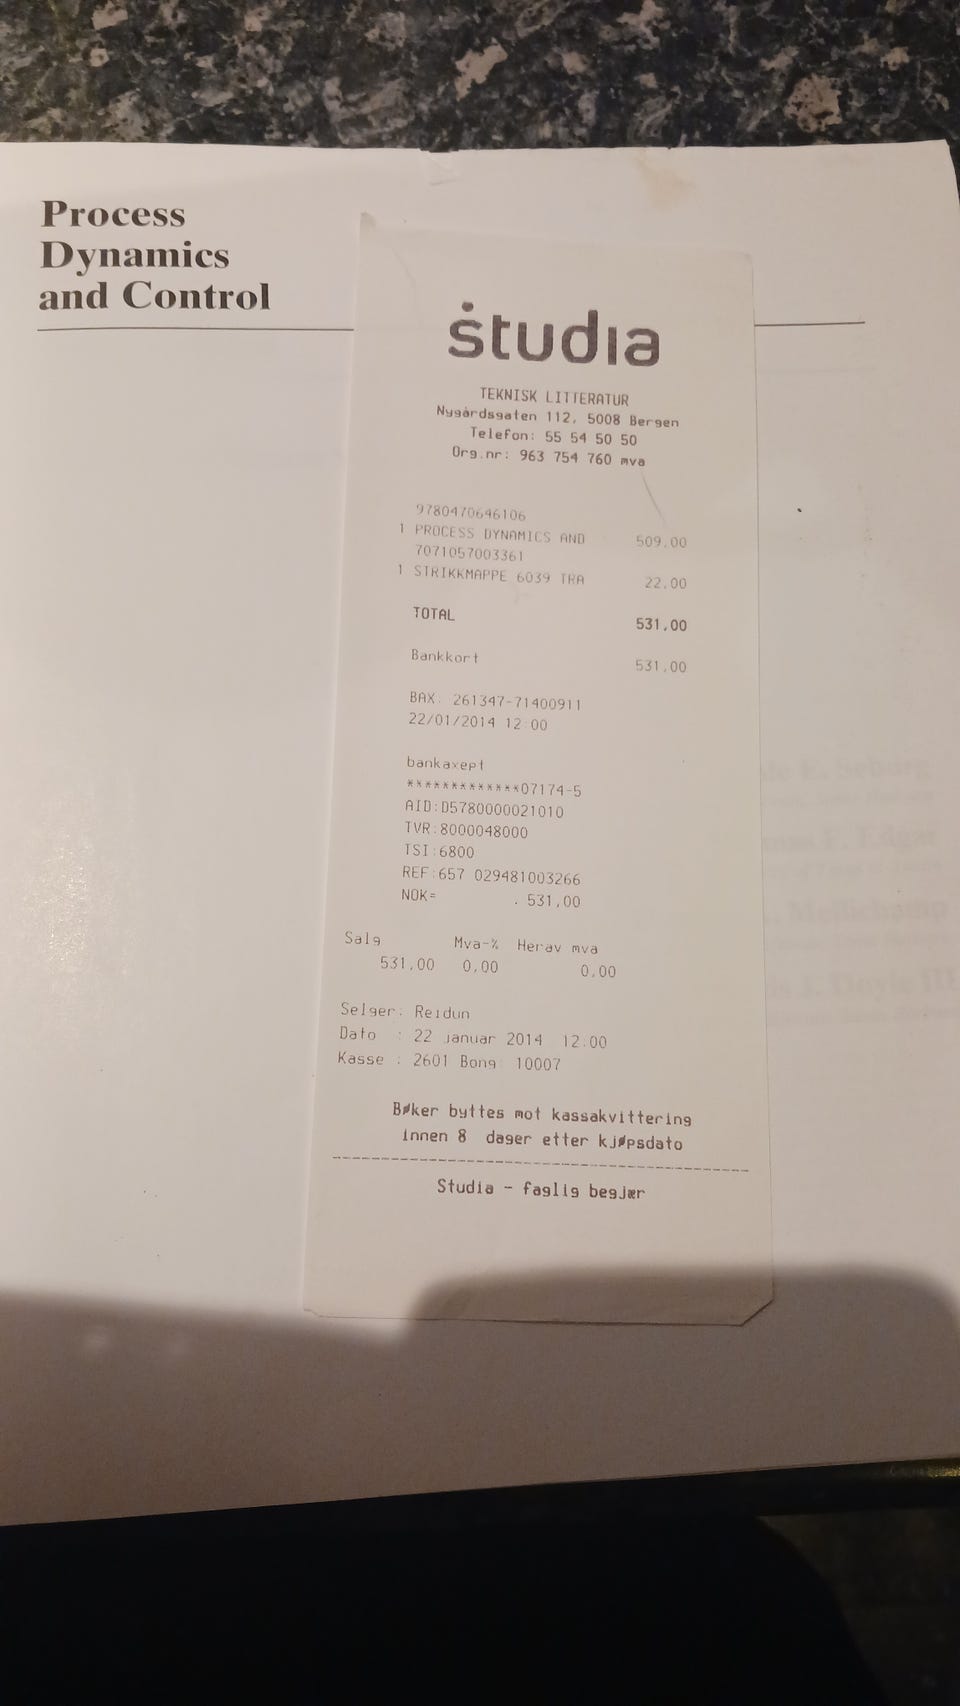 Process
Dynamics
and Control
studia
TEKNISK LITTERATUR
Nygårdsgaten 112, 5008 Bergen
Telefon: 55 54 50 50
Org.nr: 963 754 760 mva
9780470646106
1 PROCESS DYNAMICS AND 509,00
7071057003361
1 STRIKKMAPPE 6039 TRA 22,00
TOTAL 531,00
Bankkort 531,00
BAX: 261347-71400911
22/01/2014 12:00
bankaxept
*************07174-5
AID:D5780000021010
TVR:8000048000
TSI:6800
REF:657 029481003266
NOK= 531,00
Salg Mva-% Herav mva
531,00 0,00 0,00
Selger: Reidun
Dato : 22 januar 2014 12:00
Kasse : 2601 Bong: 10007
Bøker byttes mot kassakvittering
innen 8 dager etter kjøpsdato
Studia - faglig begjær
E. Seborg
F. Edgar
Mellichamp
J. Doyle III